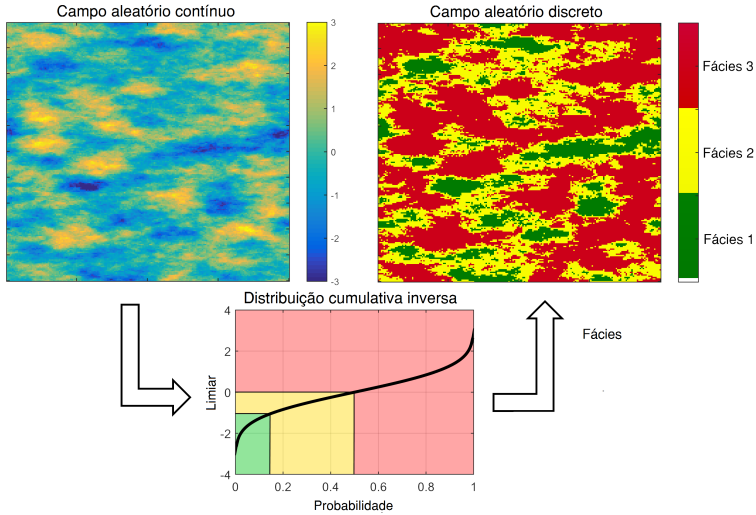 Campo aleatório contínuo
3
2
1
0
-1
-2
-3
Campo aleatório discreto
Fácies 3
Fácies 2
Fácies 1
Distribuição cumulativa inversa
4
2
0
-2
-4
Limiar
0 0.2 0.4 0.6 0.8 1
Probabilidade
Fácies